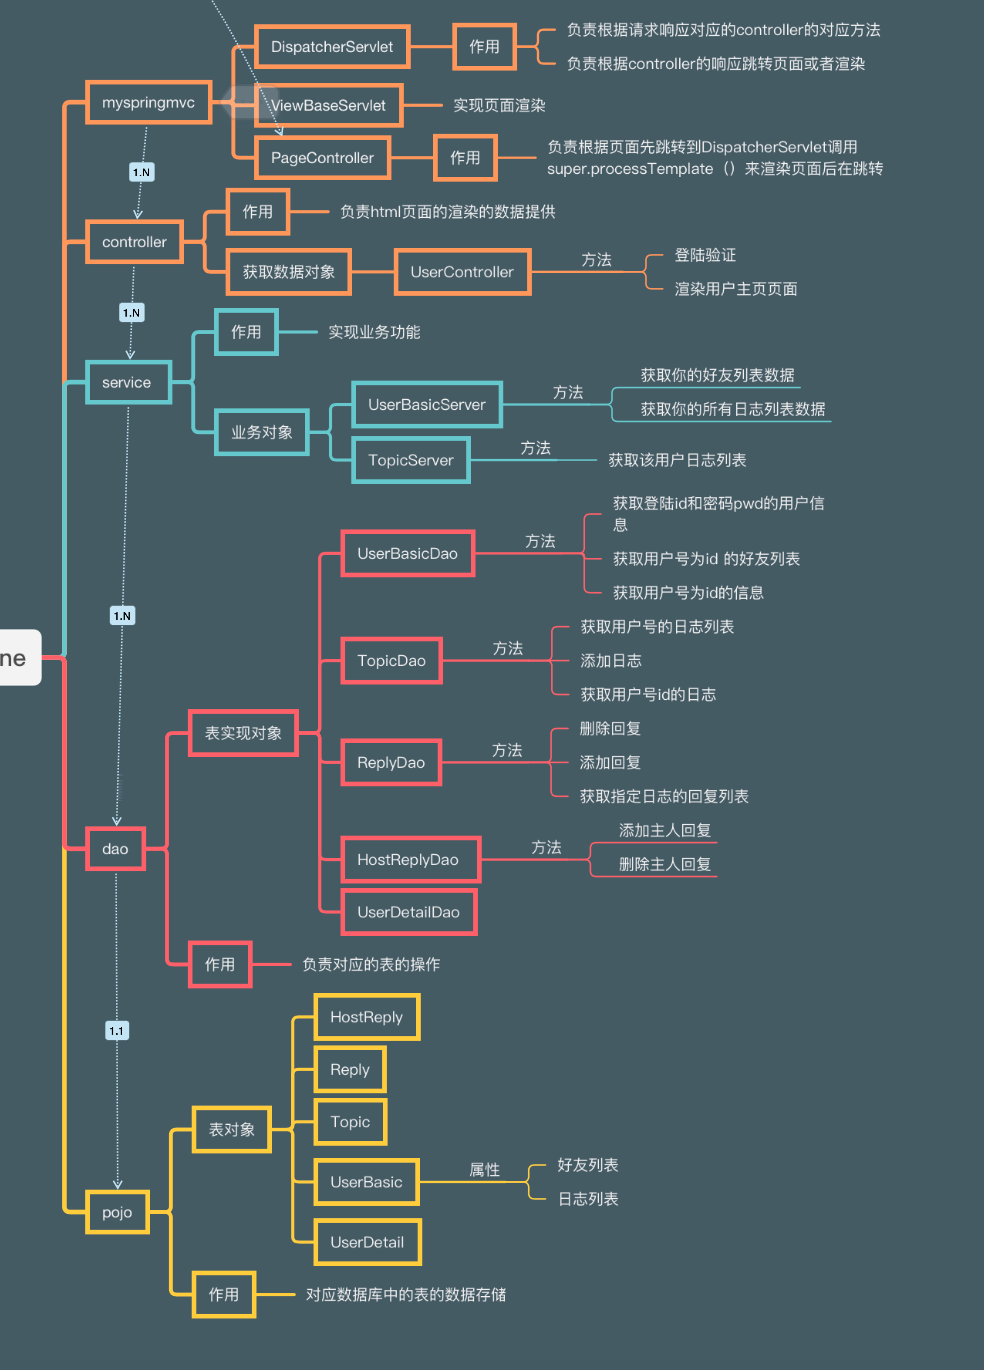 DispatcherServlet
作用
负责根据请求响应对应的controller的对应方法
负责根据controller的响应跳转页面或者渲染
myspringmvc
ViewBaseServlet
实现页面渲染
PageController
作用
负责根据页面先跳转到DispatcherServlet调用
super.processTemplate（）来渲染页面后在跳转
1.N
controller
作用
负责html页面的渲染的数据提供
获取数据对象
UserController
方法
登陆验证
渲染用户主页页面
1.N
service
作用
实现业务功能
业务对象
UserBasicServer
方法
获取你的好友列表数据
获取你的所有日志列表数据
TopicServer
方法
获取该用户日志列表
1.N
ne
dao
表实现对象
UserBasicDao
方法
获取登陆id和密码pwd的用户信
息
获取用户号为id 的好友列表
获取用户号为id的信息
TopicDao
方法
获取用户号的日志列表
添加日志
获取用户号id的日志
ReplyDao
方法
删除回复
添加回复
获取指定日志的回复列表
HostReplyDao
方法
添加主人回复
删除主人回复
UserDetailDao
作用
负责对应的表的操作
1.1
pojo
表对象
HostReply
Reply
Topic
UserBasic
属性
好友列表
日志列表
UserDetail
作用
对应数据库中的表的数据存储